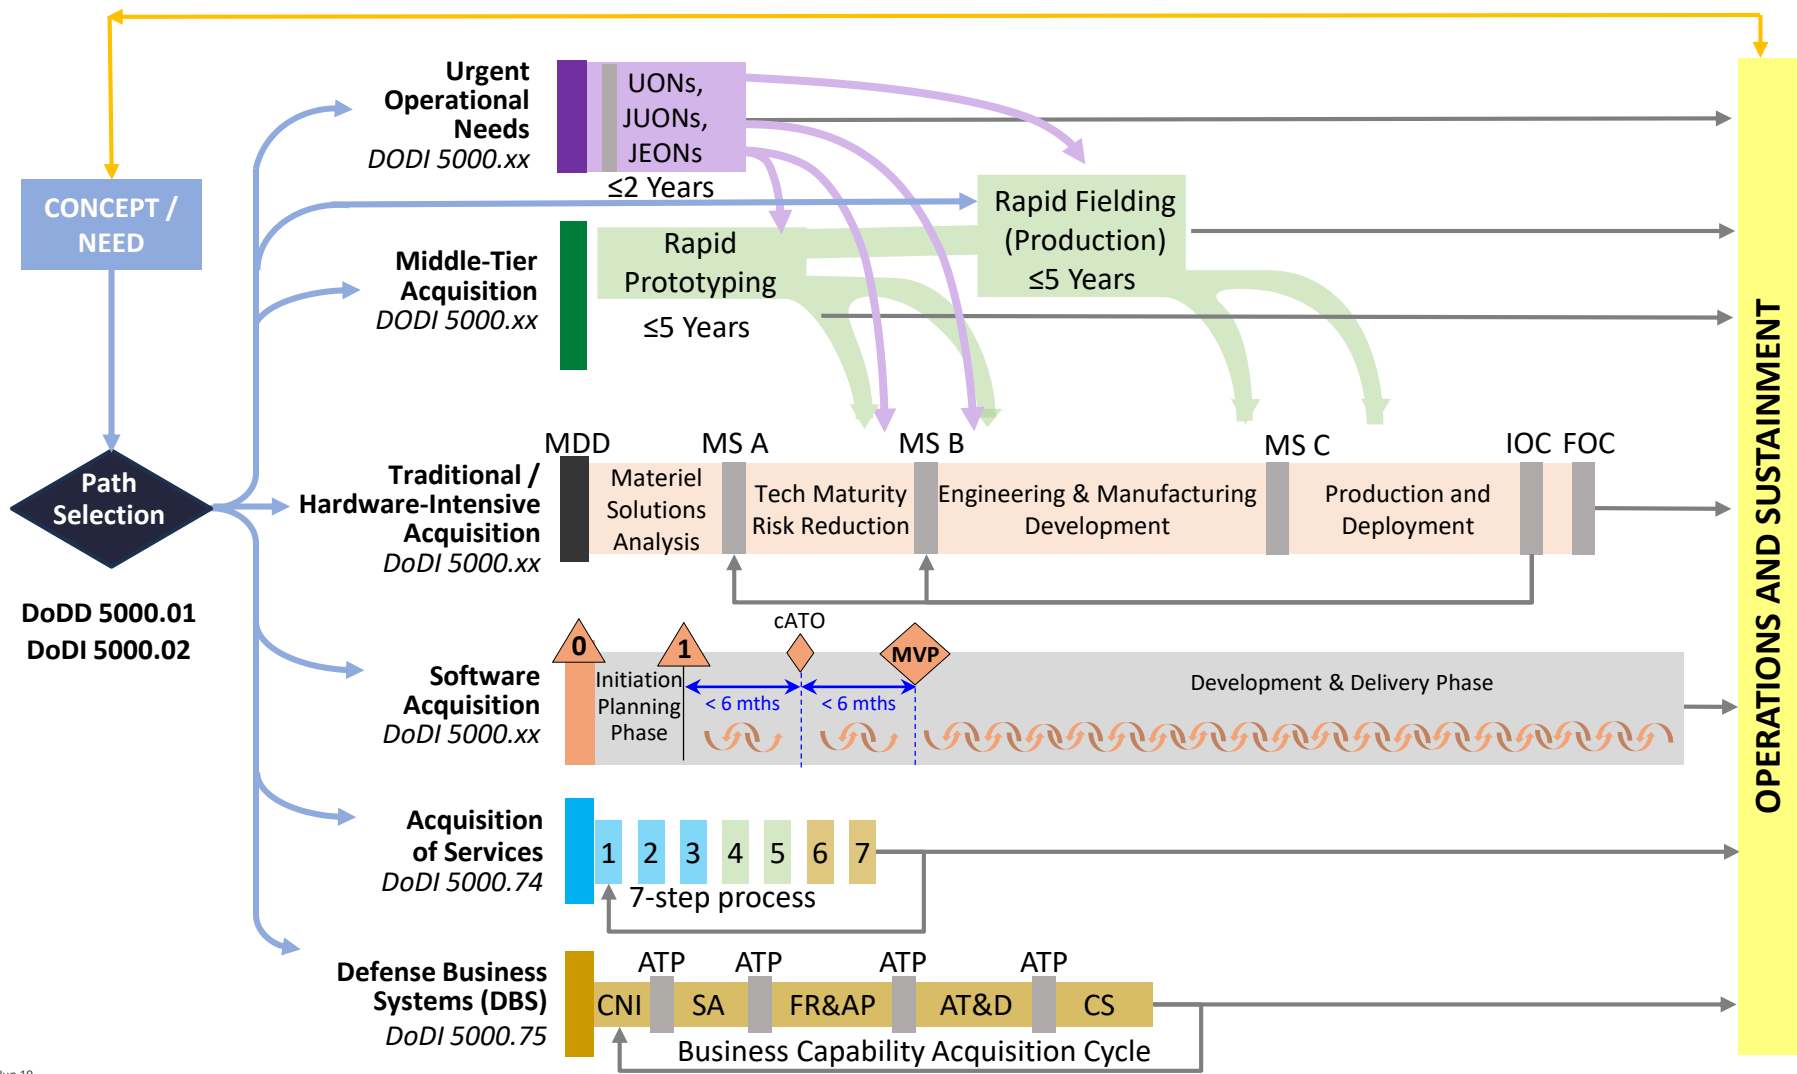 CONCEPT /
NEED
Path
Selection
DoDD 5000.01
DoDI 5000.02
Urgent
Operational
Needs
DODI 5000.xx
UONs,
JUONs,
JEONs
≤2 Years
Middle-Tier
Acquisition
DODI 5000.xx
Rapid
Prototyping
≤5 Years
Rapid Fielding
(Production)
≤5 Years
Traditional /
Hardware-Intensive
Acquisition
DoDI 5000.xx
MDD
MS A
MS B
MS C
IOC
FOC
Materiel
Solutions
Analysis
Tech Maturity
Risk Reduction
Engineering & Manufacturing
Development
Production and
Deployment
Software
Acquisition
DoDI 5000.xx
0
1
cATO
MVP
Initiation
Planning
Phase
< 6 mths
< 6 mths
Development & Delivery Phase
Acquisition
of Services
DoDI 5000.74
1 2 3 4 5 6 7
7-step process
Defense Business
Systems (DBS)
DoDI 5000.75
ATP ATP ATP ATP
CNI SA FR&AP AT&D CS
Business Capability Acquisition Cycle
OPERATIONS AND SUSTAINMENT